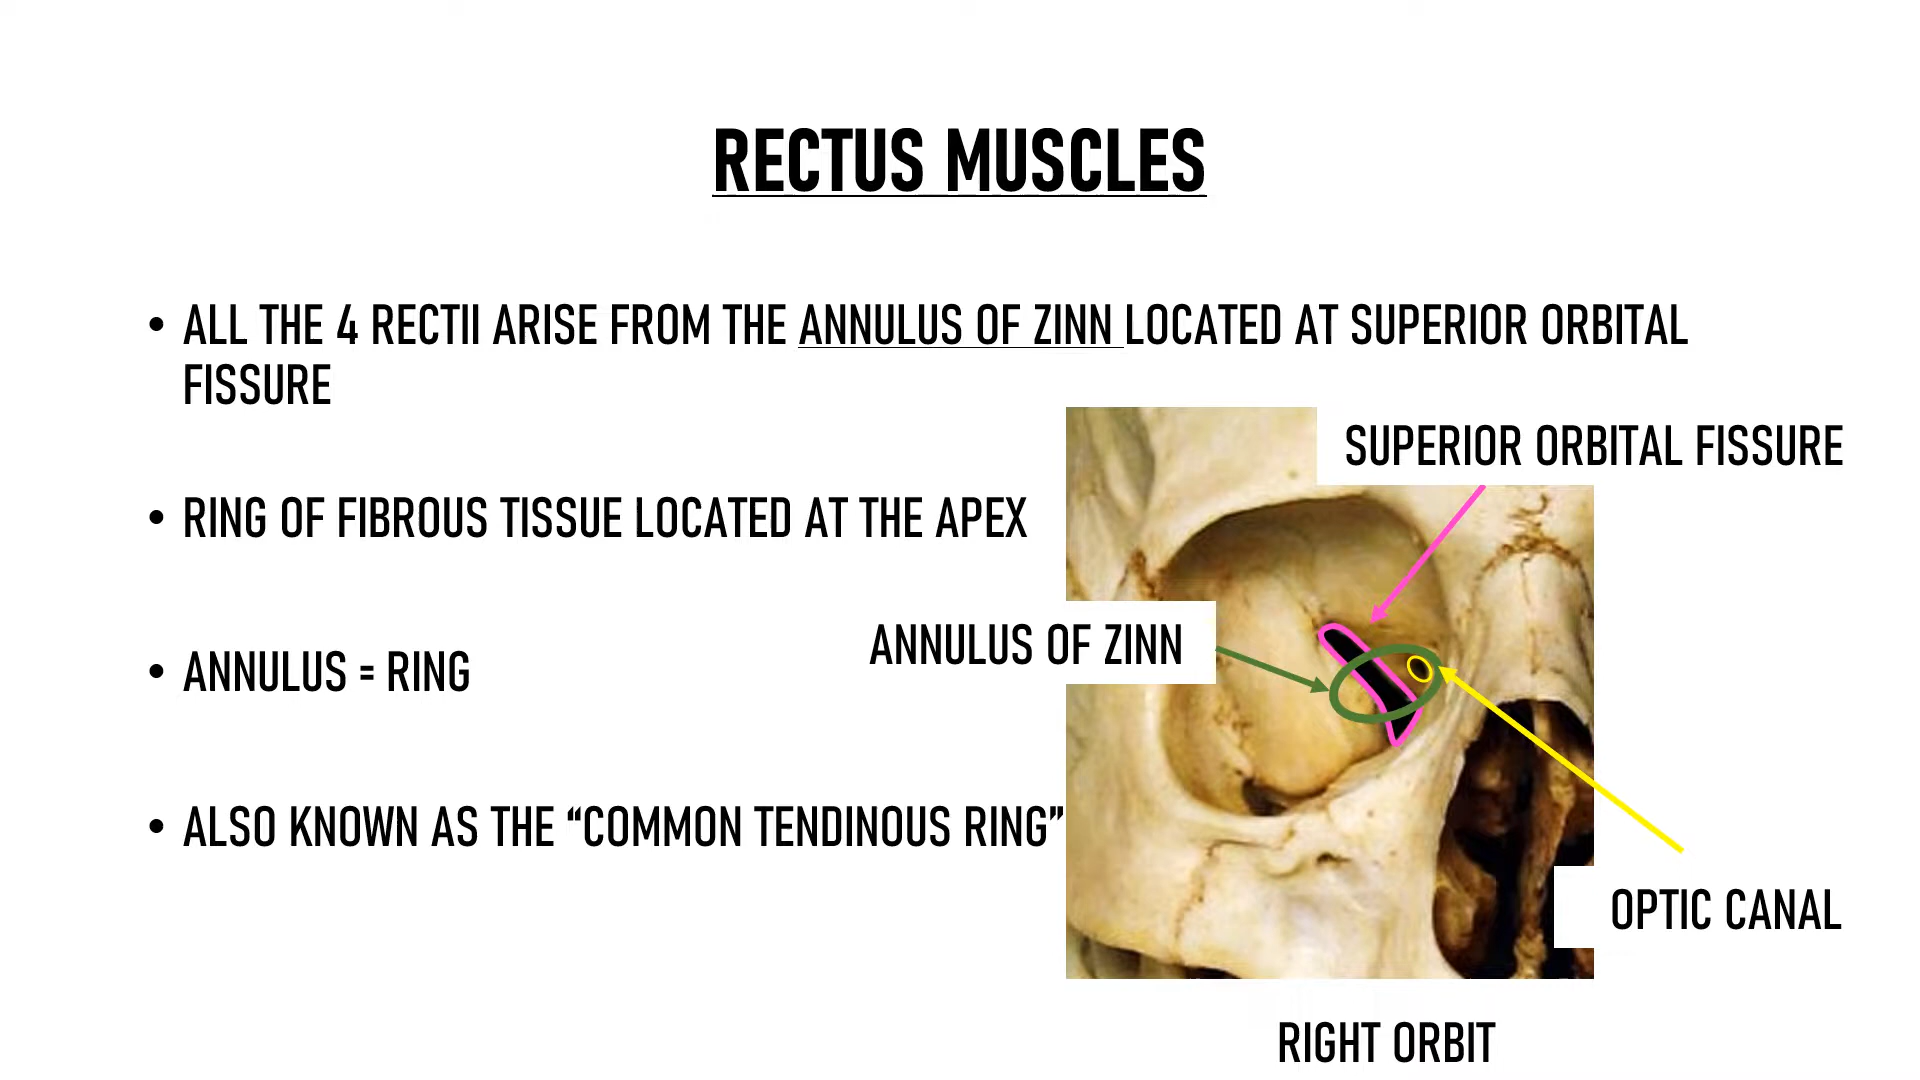 RECTUS MUSCLES
• ALL THE 4 RECTII ARISE FROM THE ANNULUS OF ZINN LOCATED AT SUPERIOR ORBITAL
FISSURE
• RING OF FIBROUS TISSUE LOCATED AT THE APEX
• ANNULUS = RING
• ALSO KNOWN AS THE “COMMON TENDINOUS RING”
SUPERIOR ORBITAL FISSURE
ANNULUS OF ZINN
OPTIC CANAL
RIGHT ORBIT